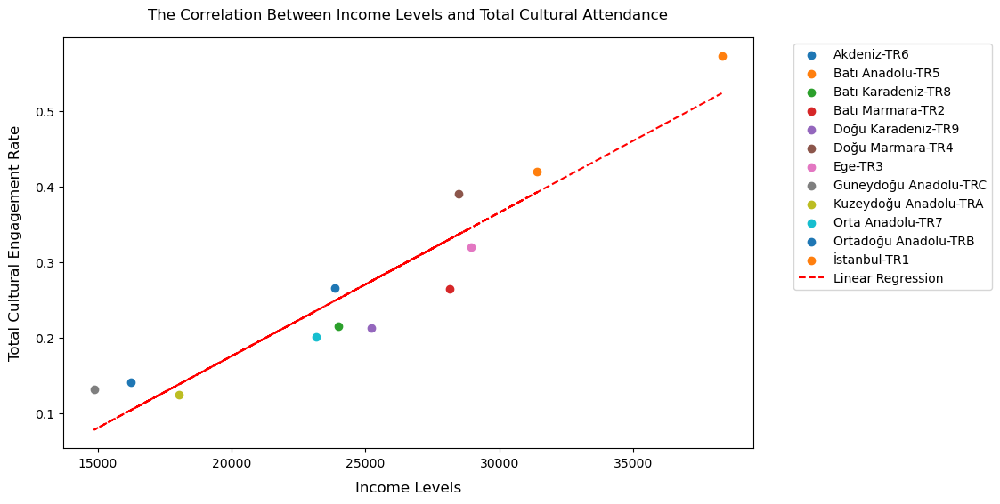 The Correlation Between Income Levels and Total Cultural Attendance
Total Cultural Engagement Rate
0.5
0.4
0.3
0.2
0.1
15000 20000 25000 30000 35000
Income Levels
Akdeniz-TR6
Batı Anadolu-TR5
Batı Karadeniz-TR8
Batı Marmara-TR2
Doğu Karadeniz-TR9
Doğu Marmara-TR4
Ege-TR3
Güneydoğu Anadolu-TRC
Kuzeydoğu Anadolu-TRA
Orta Anadolu-TR7
Ortadoğu Anadolu-TRB
İstanbul-TR1
Linear Regression